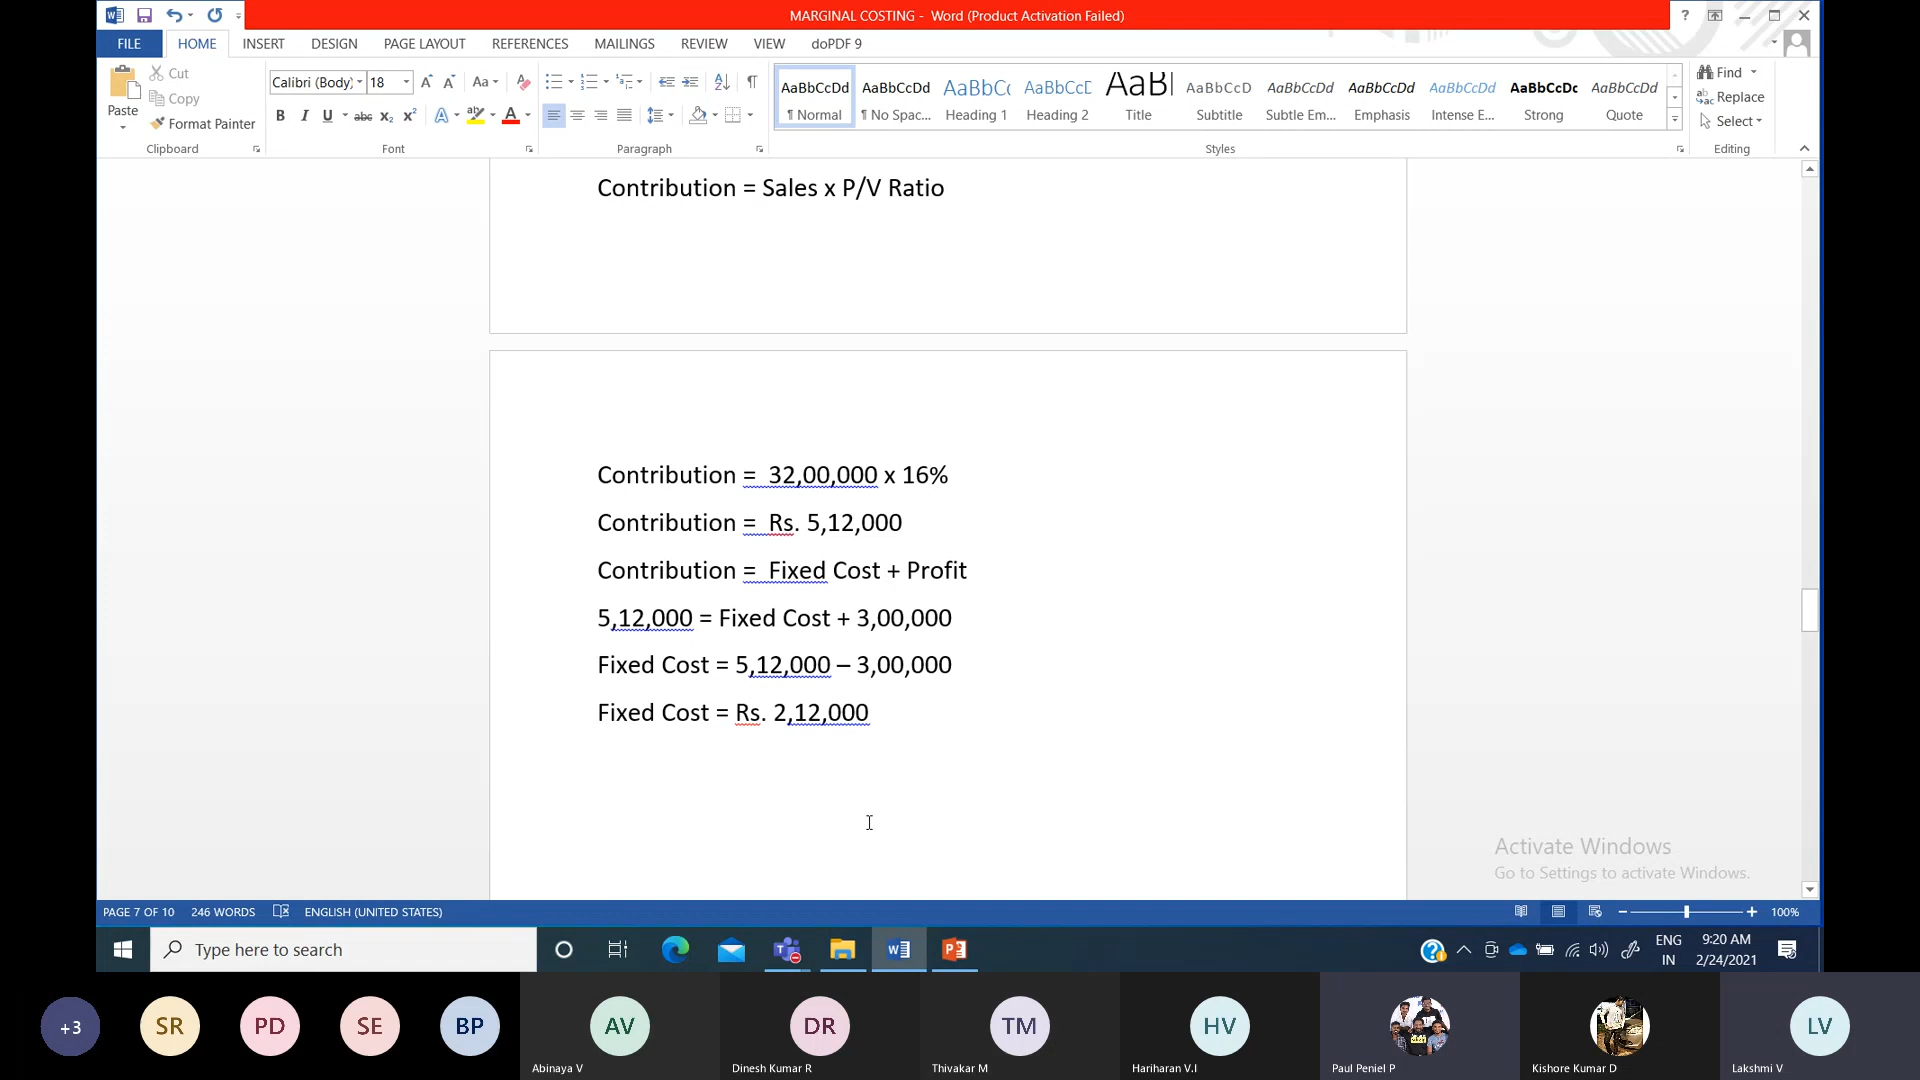 MARGINAL COSTING - Word (Product Activation Failed)
?
FILE HOME INSERT DESIGN PAGE LAYOUT REFERENCES MAILINGS REVIEW VIEW doPDF 9
Paste
Cut
Copy
Format Painter
Clipboard
Calibri (Body) 18
Aa
B I U abc X₂ X²
A A
Font
Paragraph
AaBbCcDd AaBbCcDd AaBbCc AaBbCcD AaB AaBbCcD AaBbCcDd AaBbCcDd AaBbCcDd AaBbCcDc AaBbCcDd
¶ Normal ¶ No Spac... Heading 1 Heading 2 Title Subtitle Subtle Em... Emphasis Intense E... Strong Quote
Styles
Find
Replace
Select
Editing
Contribution = Sales x P/V Ratio
Contribution = 32,00,000 x 16%
Contribution = Rs. 5,12,000
Contribution = Fixed Cost + Profit
5,12,000 = Fixed Cost + 3,00,000
Fixed Cost = 5,12,000 – 3,00,000
Fixed Cost = Rs. 2,12,000
Activate Windows
Go to Settings to activate Windows.
PAGE 7 OF 10 246 WORDS ENGLISH (UNITED STATES) 100%
Type here to search
ENG
IN
9:20 AM
2/24/2021
+3 SR PD SE BP AV DR TM HV LV
Abinaya V Dinesh Kumar R Thivakar M Hariharan V.I Paul Peniel P Kishore Kumar D Lakshmi V